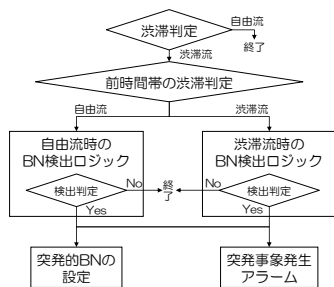 渋滞判定
自由流
終了
渋滞流
前時間帯の渋滞判定
自由流
渋滞流
自由流時の
BN検出ロジック
渋滞流時の
BN検出ロジック
検出判定
No
終了
No
検出判定
Yes
Yes
突発的BNの
設定
突発事象発生
アラーム